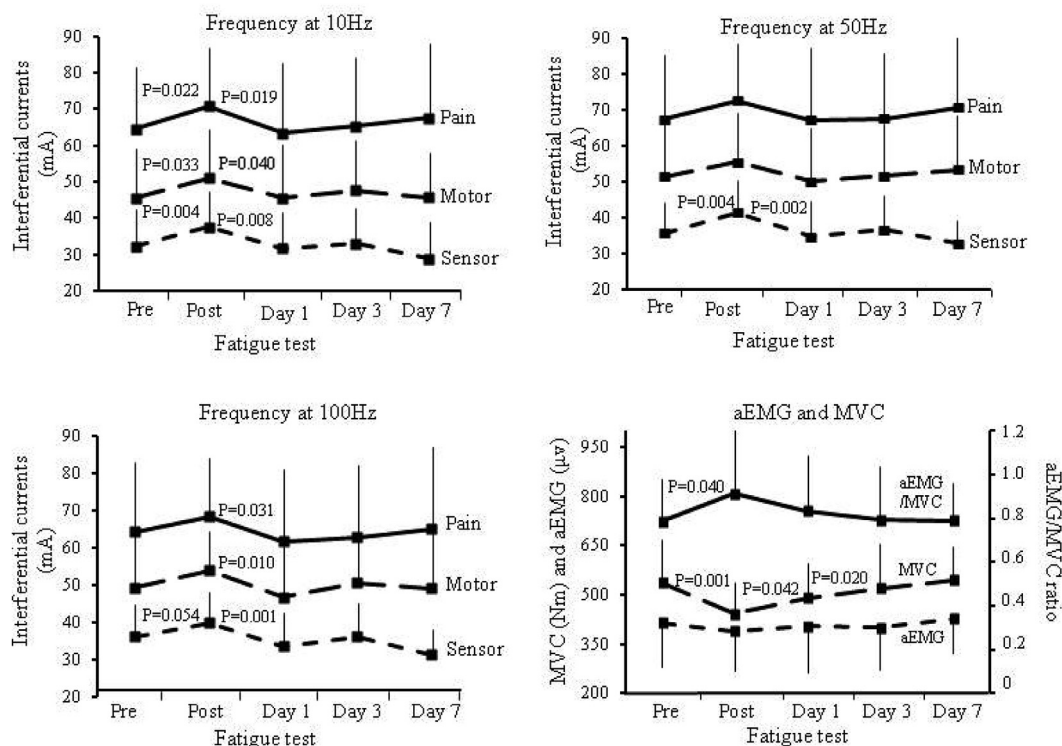 Frequency at 10Hz
Interferential currents
(mA)
90
80
70
60
50
40
30
20
P=0.022
P=0.019
Pain
P=0.033
P=0.040
Motor
P=0.004
P=0.008
Sensor
Pre
Post
Day 1
Day 3
Day 7
Fatigue test
Frequency at 50Hz
Interferential currents
(mA)
90
80
70
60
50
40
30
20
Pain
Motor
P=0.004
P=0.002
Sensor
Pre
Post
Day 1
Day 3
Day 7
Fatigue test
Frequency at 100Hz
Interferential currents
(mA)
90
80
70
60
50
40
30
20
P=0.031
Pain
P=0.010
Motor
P=0.054
P=0.001
Sensor
Pre
Post
Day 1
Day 3
Day 7
Fatigue test
aEMG and MVC
MVC (Nm) and aEMG (μv)
950
800
650
500
350
200
P=0.040
aEMG
/MVC
P=0.001
P=0.042
P=0.020
MVC
aEMG
1.2
1.0
0.8
0.6
0.4
0.2
0
aEMG/MVC ratio
Pre
Post
Day 1
Day 3
Day 7
Fatigue test